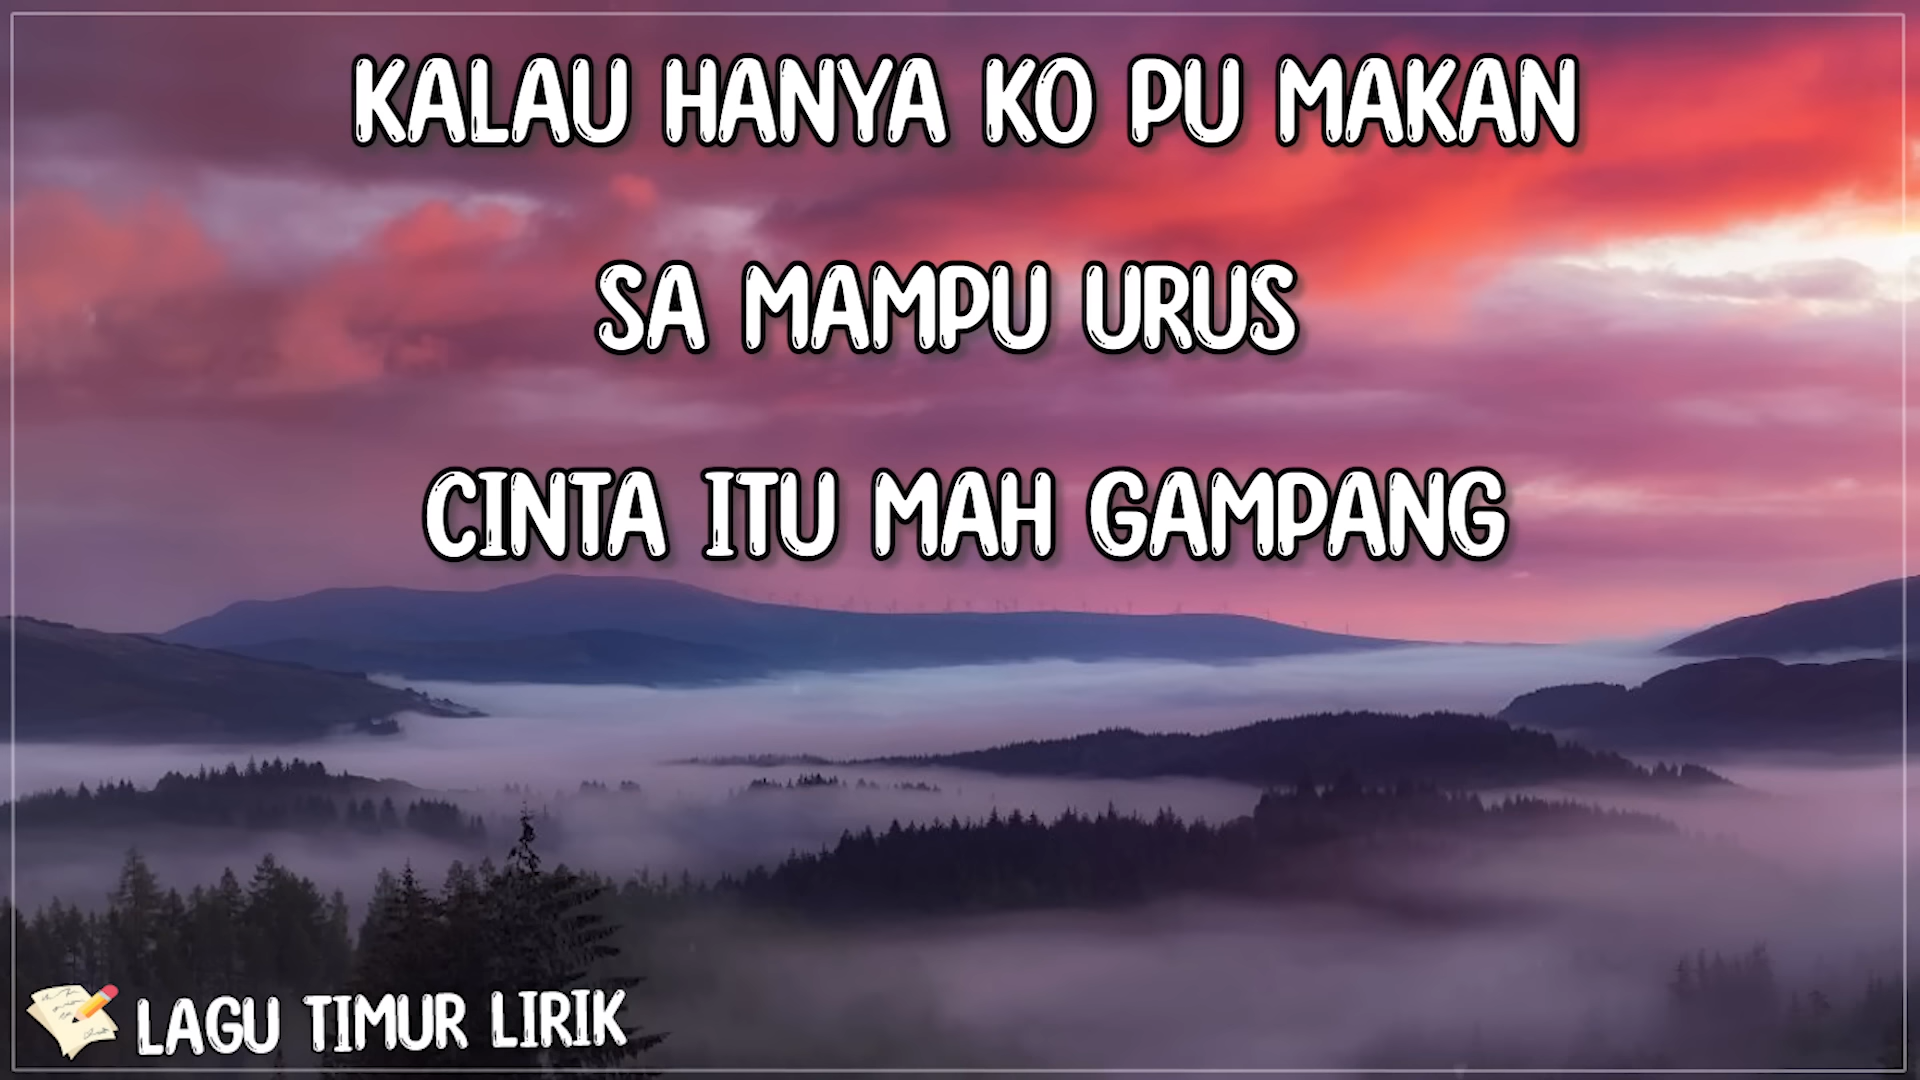 KALAU HANYA KO PU MAKAN
SA MAMPU URUS
CINTA ITU MAH GAMPANG
LAGU TIMUR LIRIK